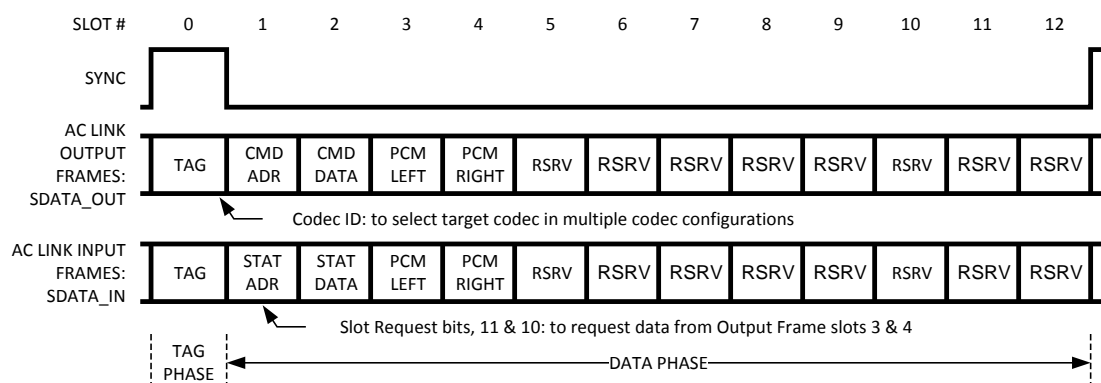 SLOT # 0 1 2 3 4 5 6 7 8 9 10 11 12
SYNC
AC LINK
OUTPUT
FRAMES:
SDATA_OUT
TAG CMD ADR CMD DATA PCM LEFT PCM RIGHT RSRV RSRV RSRV RSRV RSRV RSRV RSRV RSRV
Codec ID: to select target codec in multiple codec configurations
AC LINK INPUT
FRAMES:
SDATA_IN
TAG STAT ADR STAT DATA PCM LEFT PCM RIGHT RSRV RSRV RSRV RSRV RSRV RSRV RSRV RSRV
Slot Request bits, 11 & 10: to request data from Output Frame slots 3 & 4
TAG
PHASE
DATA PHASE